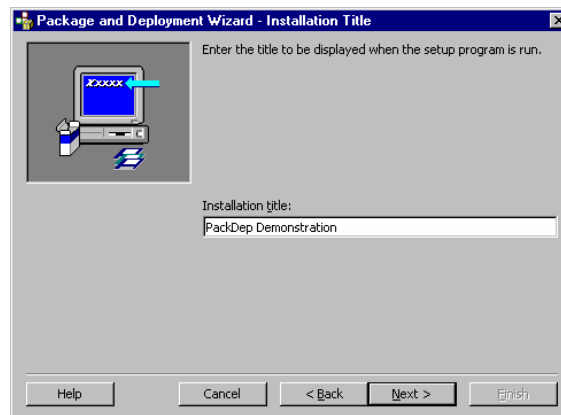 Package and Deployment Wizard - Installation Title
Enter the title to be displayed when the setup program is run.
Xxxxx
Installation title:
PackDep Demonstration
Help
Cancel
< Back
Next >
Finish